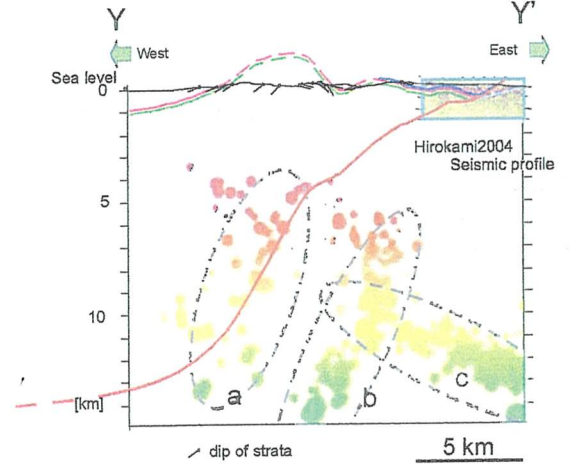 Y
Y'
West
East
Sea level
0
Hirokami2004
Seismic profile
5
10
[km]
a
b
c
dip of strata
5 km